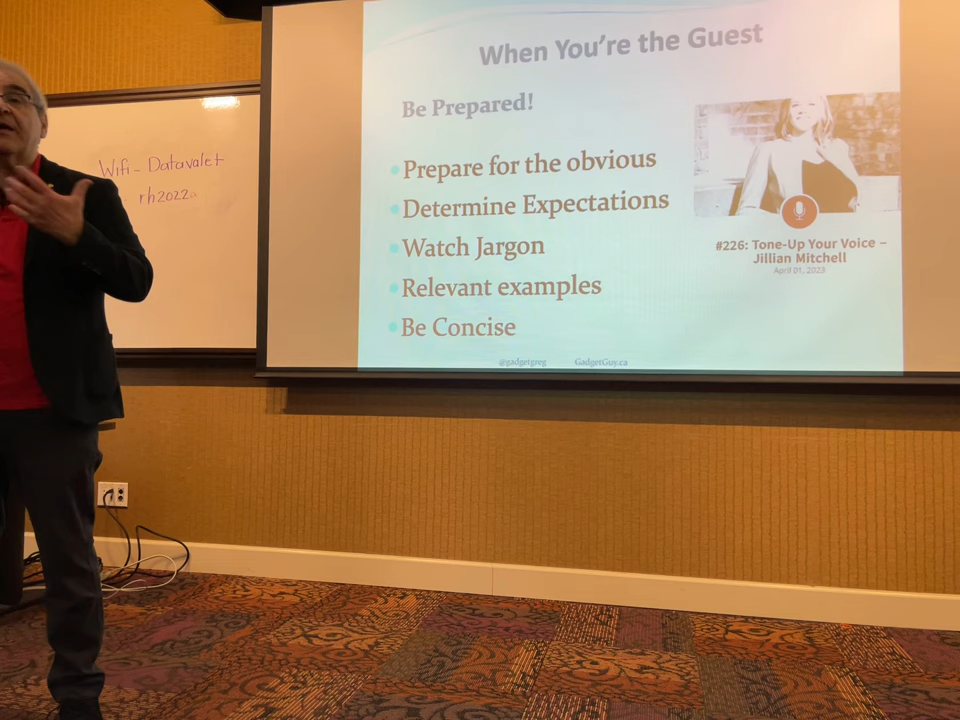 When You're the Guest
Be Prepared!
Prepare for the obvious
Determine Expectations
Watch Jargon
Relevant examples
Be Concise
#226: Tone-Up Your Voice –
Jillian Mitchell
April 01, 2023
@gadgetgreg GadgetGuy.ca
Wifi - Datavalet
rh2022